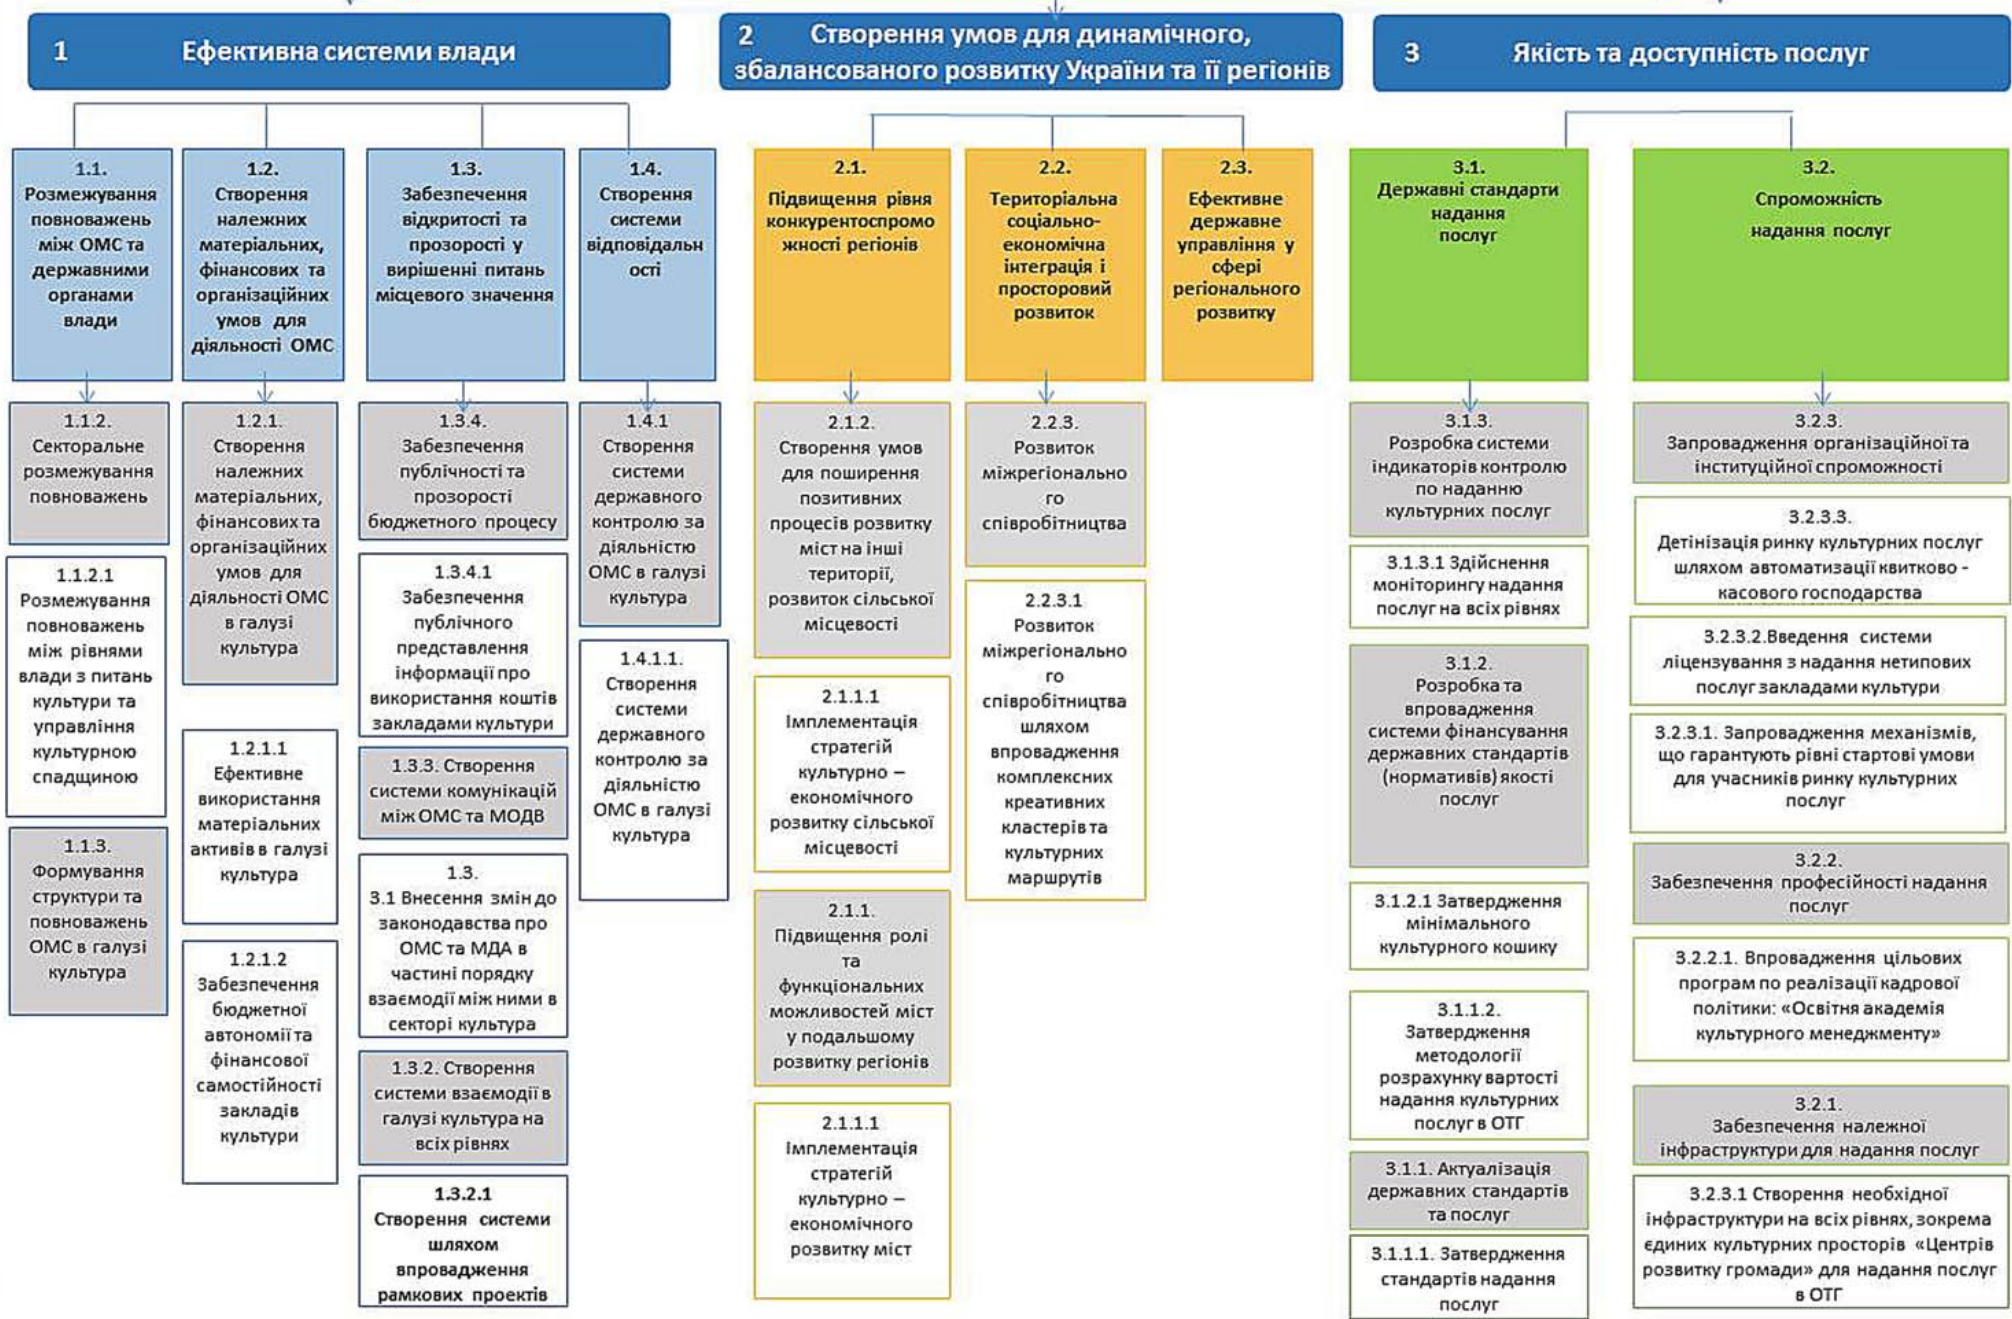 1 Ефективна системи влади
2 Створення умов для динамічного,
збалансованого розвитку України та її регіонів
3 Якість та доступність послуг
1.1.
Розмежування
повноважень
між ОМС та
державними
органами
влади
1.2.
Створення
належних
матеріальних,
фінансових та
організаційних
умов для
діяльності ОМС
1.3.
Забезпечення
відкритості та
прозорості у
вирішенні питань
місцевого значення
1.4.
Створення
системи
відповідальн
ості
2.1.
Підвищення рівня
конкурентоспромо
жності регіонів
2.2.
Територіальна
соціально-
економічна
інтеграція і
просторовий
розвиток
2.3.
Ефективне
державне
управління у
сфері
регіонального
розвитку
3.1.
Державні стандарти
надання
послуг
3.2.
Спроможність
надання послуг
1.1.2.
Секторальне
розмежування
повноважень
1.1.2.1
Розмежування
повноважень
між рівнями
влади з питань
культури та
управління
культурною
спадщиною
1.1.3.
Формування
структури та
повноважень
ОМС в галузі
культура
1.2.1.
Створення
належних
матеріальних,
фінансових та
організаційних
умов для
діяльності ОМС
в галузі
культура
1.2.1.1
Ефективне
використання
матеріальних
активів в галузі
культура
1.2.1.2
Забезпечення
бюджетної
автономії та
фінансової
самостійності
закладів
культури
1.3.4.
Забезпечення
публічності та
прозорості
бюджетного процесу
1.3.4.1
Забезпечення
публічного
представлення
інформації про
використання коштів
закладами культури
1.3.3. Створення
системи комунікацій
між ОМС та МОДВ
1.3.
3.1 Внесення змін до
законодавства про
ОМС та МДА в
частині порядку
взаємодії між ними в
секторі культура
1.3.2. Створення
системи взаємодії в
галузі культура на
всіх рівнях
1.3.2.1
Створення системи
шляхом
впровадження
рамкових проектів
1.4.1
Створення
системи
державного
контролю за
діяльністю
ОМС в галузі
культура
1.4.1.1.
Створення
системи
державного
контролю за
діяльністю
ОМС в галузі
культура
2.1.2.
Створення умов
для поширення
позитивних
процесів розвитку
міст на інші
території,
розвиток сільської
місцевості
2.1.1.1
Імплементація
стратегій
культурно –
економічного
розвитку сільської
місцевості
2.1.1.
Підвищення ролі
та
функціональних
можливостей міст
у подальшому
розвитку регіонів
2.1.1.1
Імплементація
стратегій
культурно –
економічного
розвитку міст
2.2.3.
Розвиток
міжрегіонально
го
співробітництва
2.2.3.1
Розвиток
міжрегіонально
го
співробітництва
шляхом
впровадження
комплексних
креативних
кластерів та
культурних
маршрутів
3.1.3.
Розробка системи
індикаторів контролю
по наданню
культурних послуг
3.1.3.1 Здійснення
моніторингу надання
послуг на всіх рівнях
3.1.2.
Розробка та
впровадження
системи фінансування
державних стандартів
(нормативів) якості
послуг
3.1.2.1 Затвердження
мінімального
культурного кошику
3.1.1.2.
Затвердження
методології
розрахунку вартості
надання культурних
послуг в ОТГ
3.1.1. Актуалізація
державних стандартів
та послуг
3.1.1.1. Затвердження
стандартів надання
послуг
3.2.3.
Запровадження організаційної та
інституційної спроможності
3.2.3.3.
Детінізація ринку культурних послуг
шляхом автоматизації квитково -
касового господарства
3.2.3.2.Введення системи
ліцензування з надання нетипових
послуг закладами культури
3.2.3.1. Запровадження механізмів,
що гарантують рівні стартові умови
для учасників ринку культурних
послуг
3.2.2.
Забезпечення професійності надання
послуг
3.2.2.1. Впровадження цільових
програм по реалізації кадрової
політики: «Освітня академія
культурного менеджменту»
3.2.1.
Забезпечення належної
інфраструктури для надання послуг
3.2.3.1 Створення необхідної
інфраструктури на всіх рівнях, зокрема
єдиних культурних просторів «Центрів
розвитку громади» для надання послуг
в ОТГ